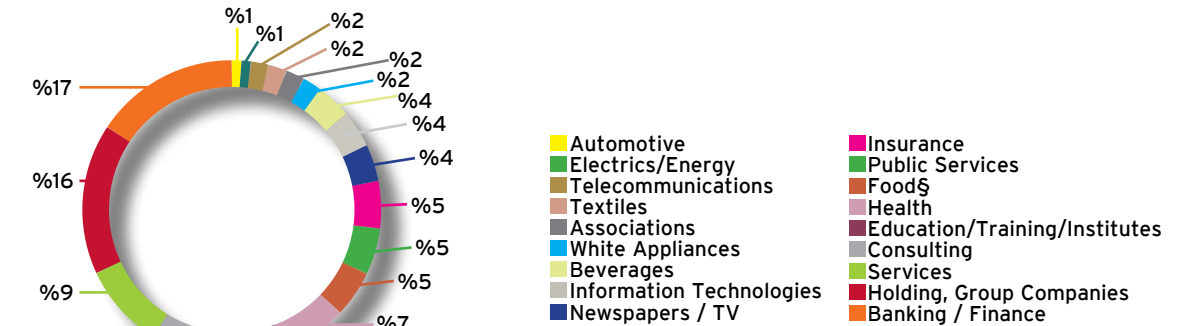 %1
%1
%2
%2
%2
%2
%4
%4
%4
%5
%5
%5
%7
%17
%16
%9
Automotive
Electrics/Energy
Telecommunications
Textiles
Associations
White Appliances
Beverages
Information Technologies
Newspapers / TV
Insurance
Public Services
Food§
Health
Education/Training/Institutes
Consulting
Services
Holding, Group Companies
Banking / Finance